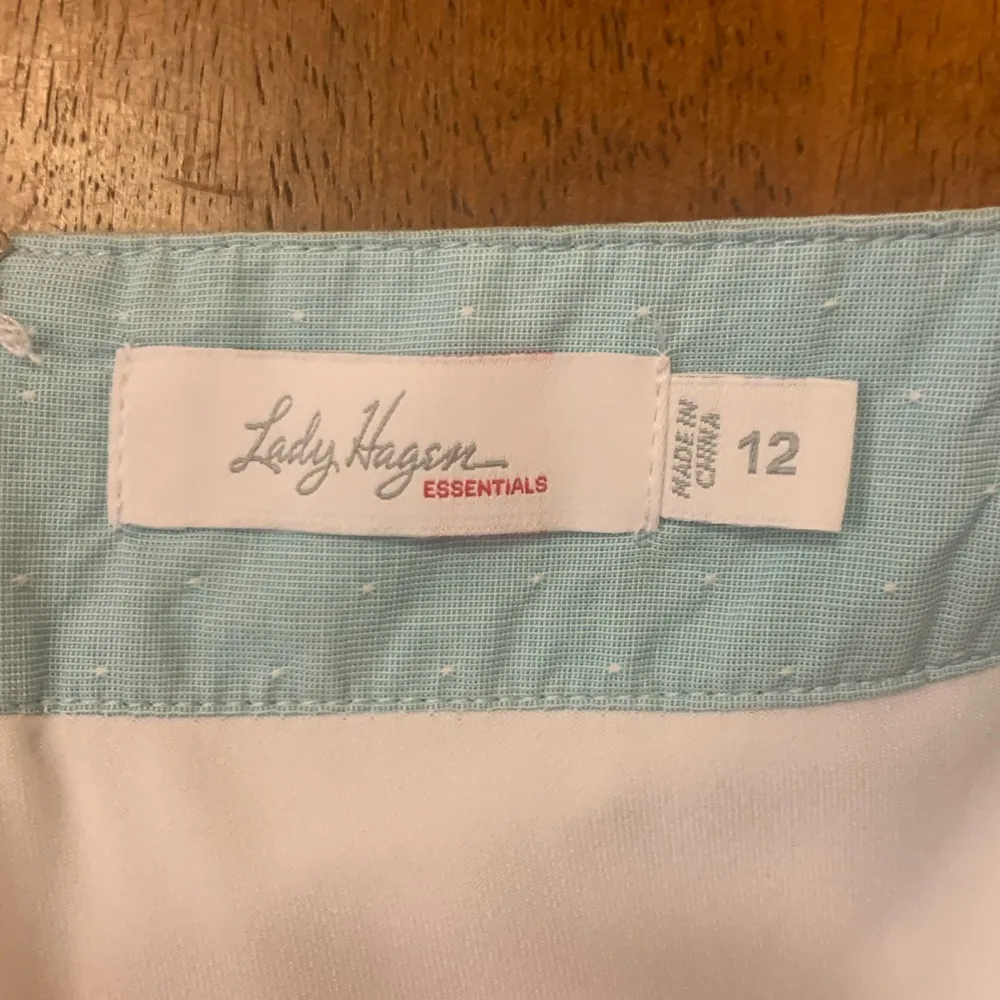 Lady Hagen
ESSENTIALS
MADE IN
CHINA
12